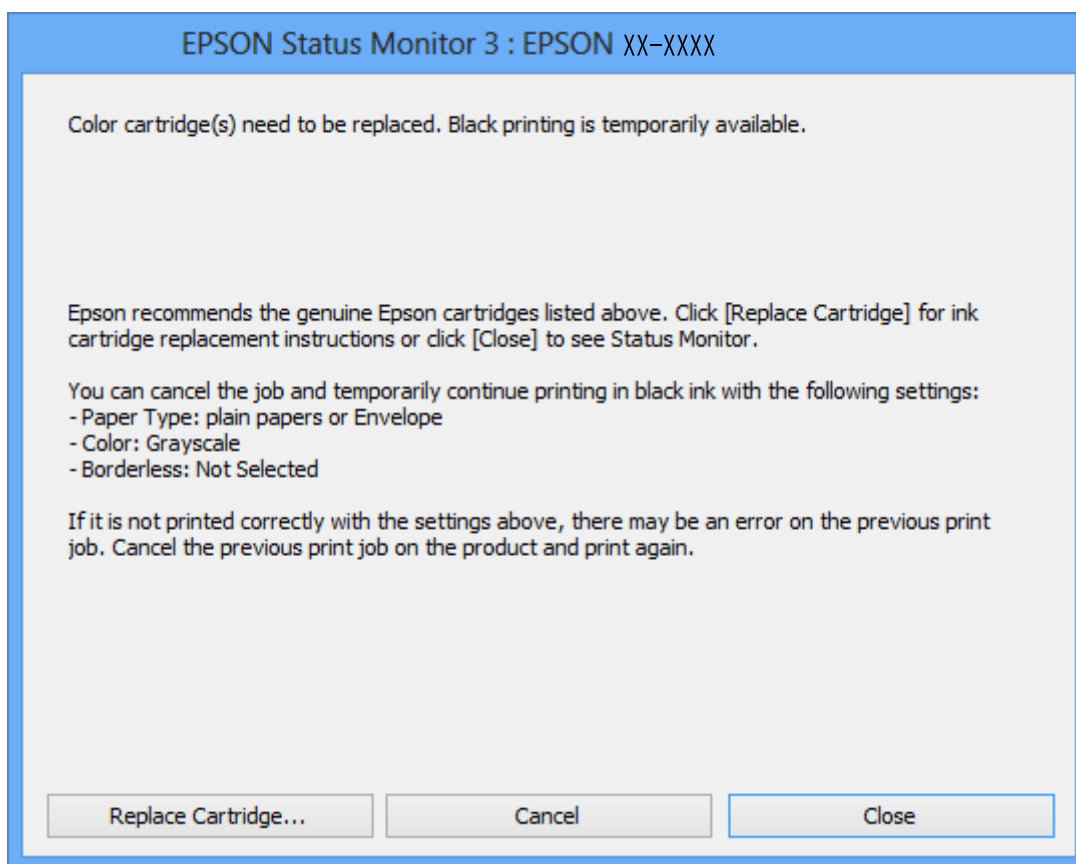 EPSON Status Monitor 3 : EPSON XX-XXXX
Color cartridge(s) need to be replaced. Black printing is temporarily available.
Epson recommends the genuine Epson cartridges listed above. Click [Replace Cartridge] for ink
cartridge replacement instructions or click [Close] to see Status Monitor.
You can cancel the job and temporarily continue printing in black ink with the following settings:
- Paper Type: plain papers or Envelope
- Color: Grayscale
- Borderless: Not Selected
If it is not printed correctly with the settings above, there may be an error on the previous print
job. Cancel the previous print job on the product and print again.
Replace Cartridge...
Cancel
Close